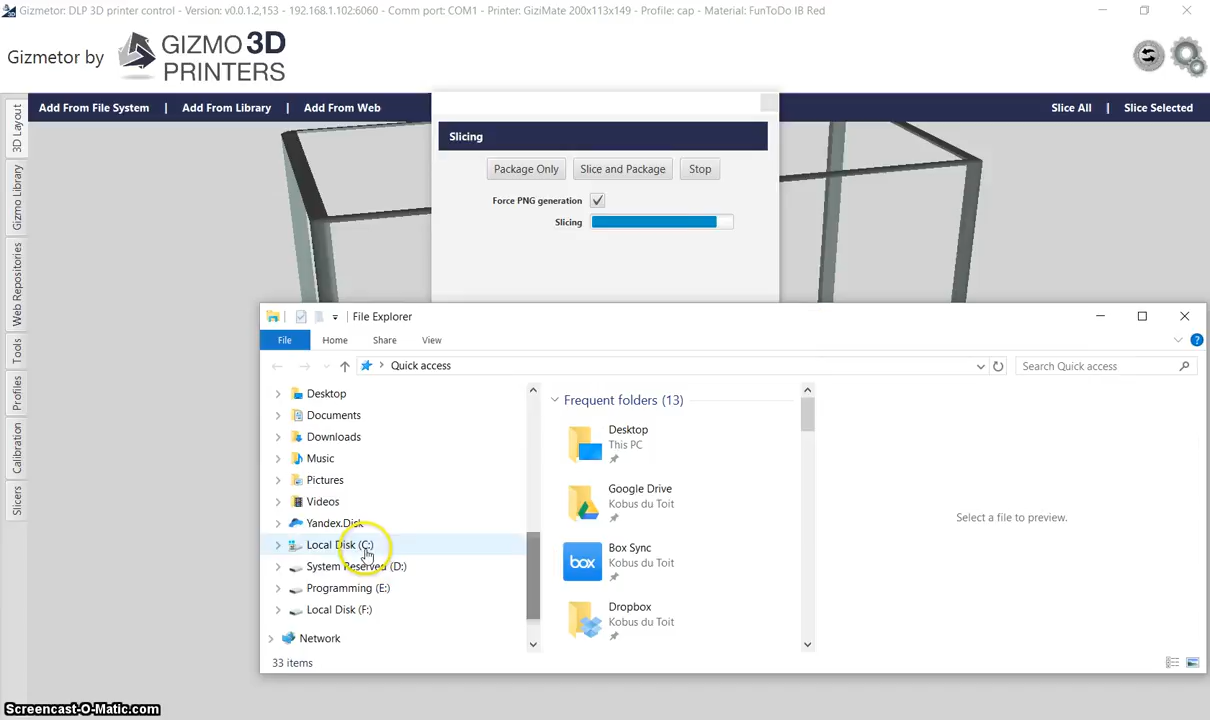 Gizmetor: DLP 3D printer control - Version: v0.0.1.2,153 - 192.168.1.102:6060 - Comm port: COM1 - Printer: GiziMate 200x113x149 - Profile: cap - Material: FunToDo IB Red
Gizmetor by
GIZMO 3D
PRINTERS
Add From File System | Add From Library | Add From Web
Slice All | Slice Selected
3D Layout
Gizmo Library
Web Repositories
Tools
Profiles
Calibration
Slicers
Slicing
Package Only
Slice and Package
Stop
Force PNG generation
Slicing
File Explorer
File
Home
Share
View
Quick access
Search Quick access
Desktop
Documents
Downloads
Music
Pictures
Videos
Yandex.Disk
Local Disk (C:)
System Reserved (D:)
Programming (E:)
Local Disk (F:)
Network
Frequent folders (13)
Desktop
This PC
Google Drive
Kobus du Toit
box
Box Sync
Kobus du Toit
Dropbox
Kobus du Toit
Select a file to preview.
33 items
Screencast-O-Matic.com